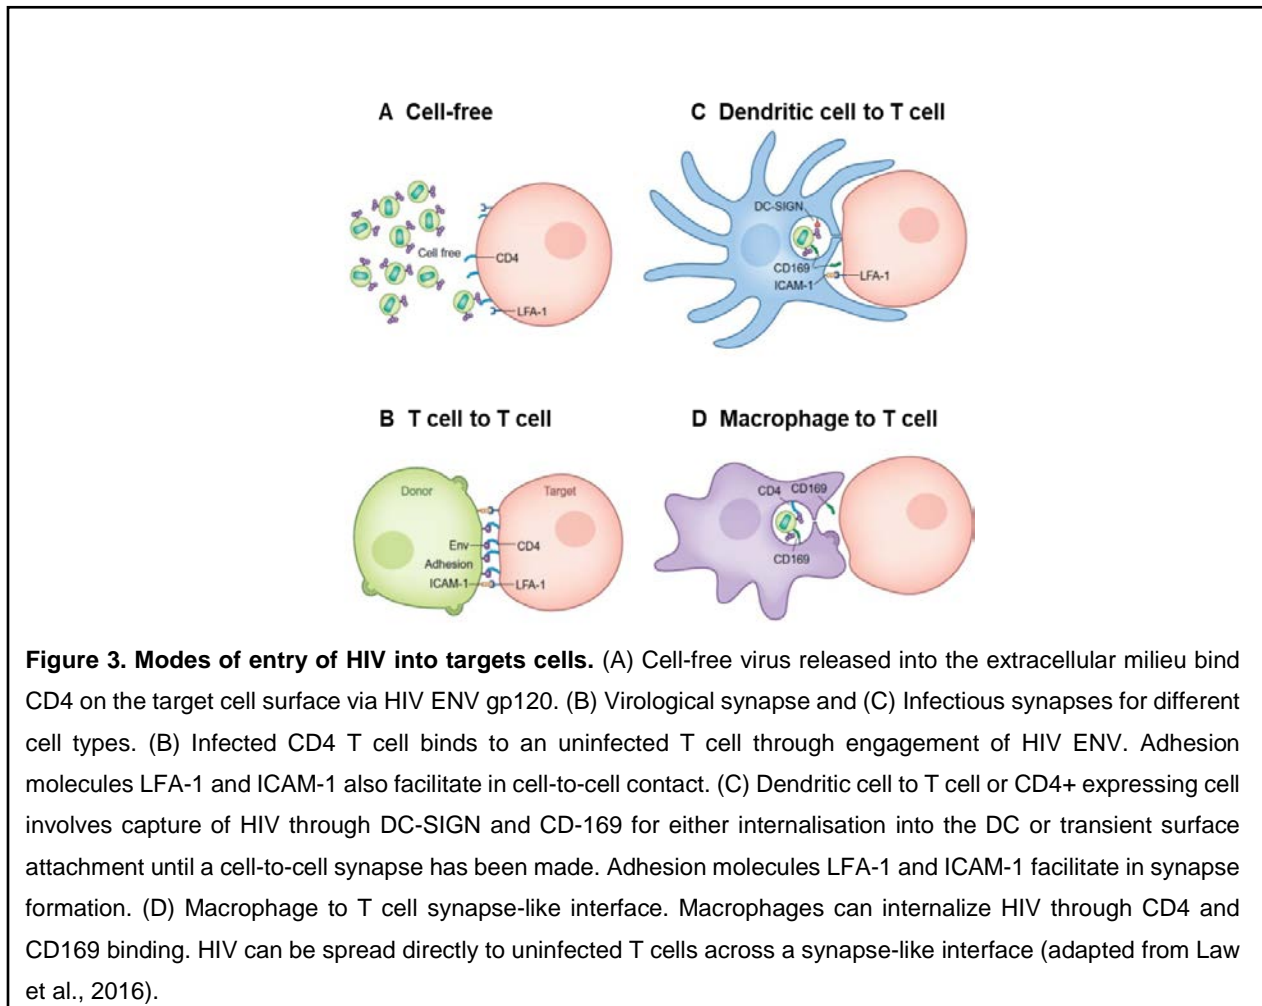 A Cell-free
Cell free
CD4
LFA-1
C Dendritic cell to T cell
DC-SIGN
CD169
ICAM-1
LFA-1
B T cell to T cell
Donor
Target
Env
CD4
Adhesion
ICAM-1
LFA-1
D Macrophage to T cell
CD4
CD169
CD169
Figure 3. Modes of entry of HIV into targets cells. (A) Cell-free virus released into the extracellular milieu bind
CD4 on the target cell surface via HIV ENV gp120. (B) Virological synapse and (C) Infectious synapses for different
cell types. (B) Infected CD4 T cell binds to an uninfected T cell through engagement of HIV ENV. Adhesion
molecules LFA-1 and ICAM-1 also facilitate in cell-to-cell contact. (C) Dendritic cell to T cell or CD4+ expressing cell
involves capture of HIV through DC-SIGN and CD-169 for either internalisation into the DC or transient surface
attachment until a cell-to-cell synapse has been made. Adhesion molecules LFA-1 and ICAM-1 facilitate in synapse
formation. (D) Macrophage to T cell synapse-like interface. Macrophages can internalize HIV through CD4 and
CD169 binding. HIV can be spread directly to uninfected T cells across a synapse-like interface (adapted from Law
et al., 2016).